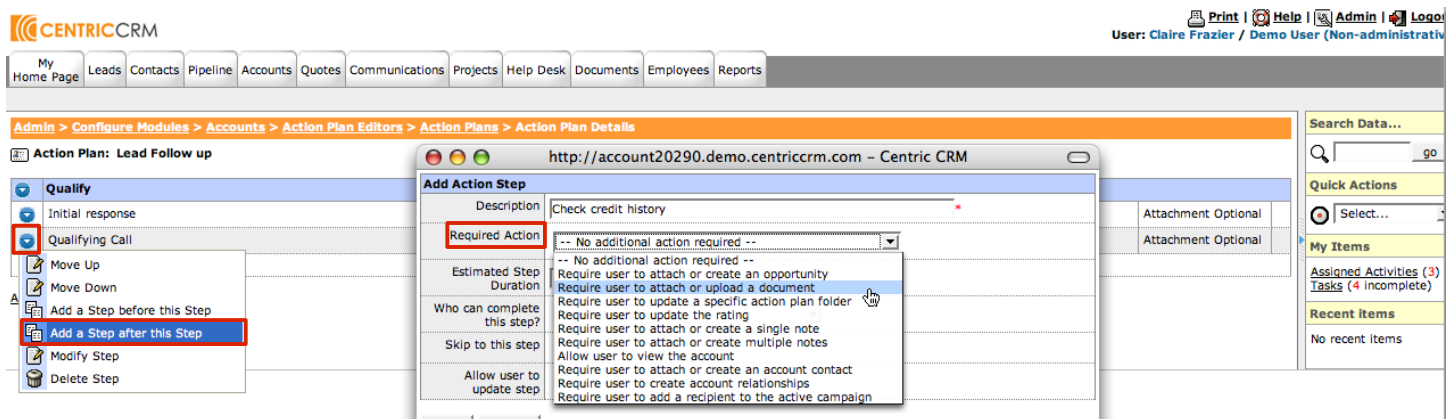 Print | Help | Admin | Logou
CENTRICCRM
User: Claire Frazier / Demo User (Non-administrativ
My Home Page Leads Contacts Pipeline Accounts Quotes Communications Projects Help Desk Documents Employees Reports
Admin > Configure Modules > Accounts > Action Plan Editors > Action Plans > Action Plan Details
Action Plan: Lead Follow up
Qualify
Initial response
Attachment Optional
Qualifying Call
Attachment Optional
Move Up
Move Down
Add a Step before this Step
Add a Step after this Step
Modify Step
Delete Step
A
http://account20290.demo.centriccrm.com – Centric CRM
Add Action Step
Description Check credit history *
Required Action -- No additional action required --
-- No additional action required --
Require user to attach or create an opportunity
Require user to attach or upload a document
Require user to update a specific action plan folder
Require user to update the rating
Require user to attach or create a single note
Require user to attach or create multiple notes
Allow user to view the account
Require user to attach or create an account contact
Require user to create account relationships
Require user to add a recipient to the active campaign
Estimated Step
Duration
Who can complete
this step?
Skip to this step
Allow user to
update step
Search Data...
go
Quick Actions
Select...
My Items
Assigned Activities (3)
Tasks (4 incomplete)
Recent items
No recent items